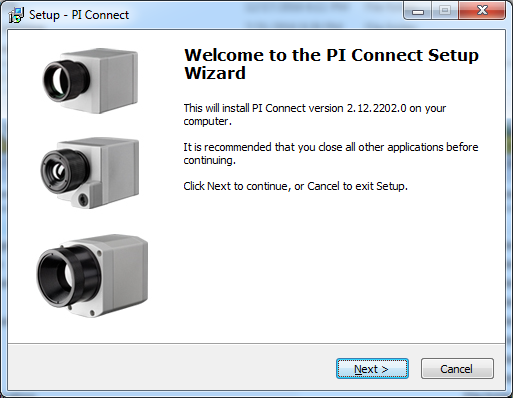 Setup - PI Connect
Welcome to the PI Connect Setup
Wizard
This will install PI Connect version 2.12.2202.0 on your
computer.
It is recommended that you close all other applications before
continuing.
Click Next to continue, or Cancel to exit Setup.
Next >
Cancel